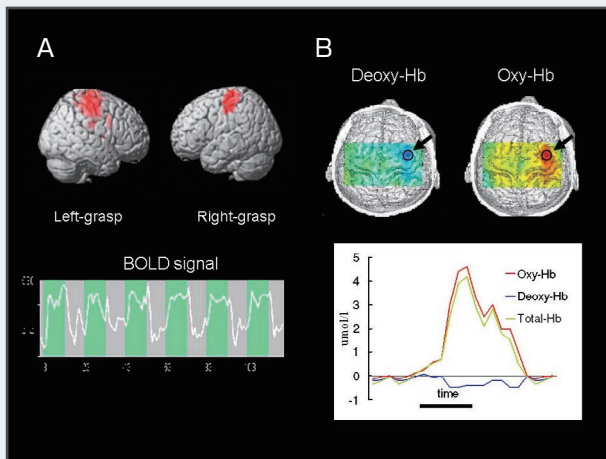 A
B
Deoxy-Hb Oxy-Hb
Left-grasp Right-grasp
BOLD signal
5
4
3
2
1
0
-1
umol/l
Oxy-Hb
Deoxy-Hb
Total-Hb
time